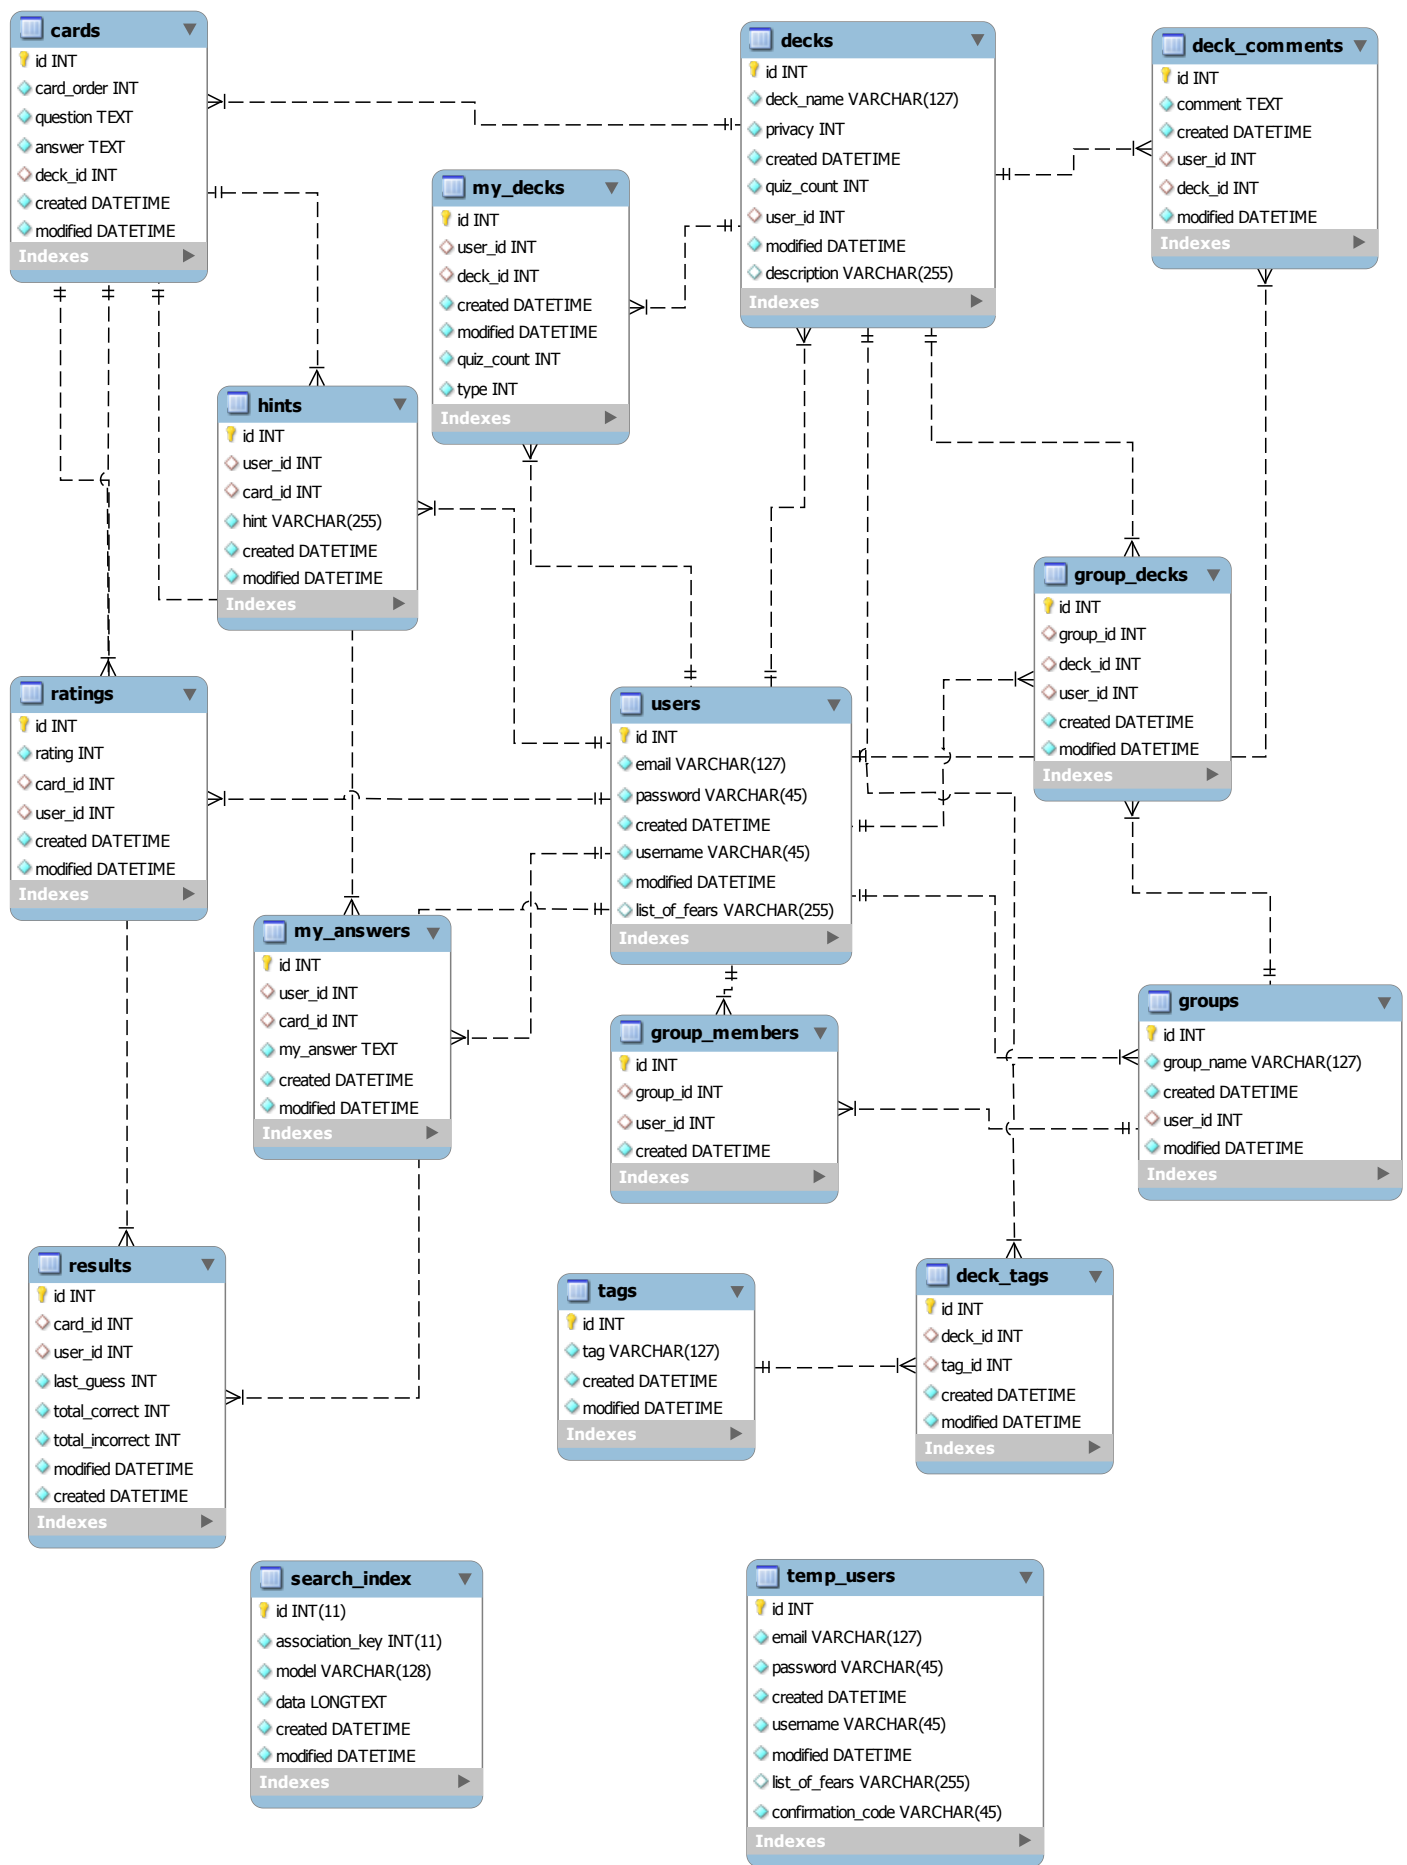 cards
id INT
card_order INT
question TEXT
answer TEXT
deck_id INT
created DATETIME
modified DATETIME
Indexes
decks
id INT
deck_name VARCHAR(127)
privacy INT
created DATETIME
quiz_count INT
user_id INT
modified DATETIME
description VARCHAR(255)
Indexes
deck_comments
id INT
comment TEXT
created DATETIME
user_id INT
deck_id INT
modified DATETIME
Indexes
my_decks
id INT
user_id INT
deck_id INT
created DATETIME
modified DATETIME
quiz_count INT
type INT
Indexes
hints
id INT
user_id INT
card_id INT
hint VARCHAR(255)
created DATETIME
modified DATETIME
Indexes
group_decks
id INT
group_id INT
deck_id INT
user_id INT
created DATETIME
modified DATETIME
Indexes
ratings
id INT
rating INT
card_id INT
user_id INT
created DATETIME
modified DATETIME
Indexes
users
id INT
email VARCHAR(127)
password VARCHAR(45)
created DATETIME
username VARCHAR(45)
modified DATETIME
list_of_fears VARCHAR(255)
Indexes
my_answers
id INT
user_id INT
card_id INT
my_answer TEXT
created DATETIME
modified DATETIME
Indexes
group_members
id INT
group_id INT
user_id INT
created DATETIME
Indexes
groups
id INT
group_name VARCHAR(127)
created DATETIME
user_id INT
modified DATETIME
Indexes
results
id INT
card_id INT
user_id INT
last_guess INT
total_correct INT
total_incorrect INT
modified DATETIME
created DATETIME
Indexes
tags
id INT
tag VARCHAR(127)
created DATETIME
modified DATETIME
Indexes
deck_tags
id INT
deck_id INT
tag_id INT
created DATETIME
modified DATETIME
Indexes
search_index
id INT(11)
association_key INT(11)
model VARCHAR(128)
data LONGTEXT
created DATETIME
modified DATETIME
Indexes
temp_users
id INT
email VARCHAR(127)
password VARCHAR(45)
created DATETIME
username VARCHAR(45)
modified DATETIME
list_of_fears VARCHAR(255)
confirmation_code VARCHAR(45)
Indexes